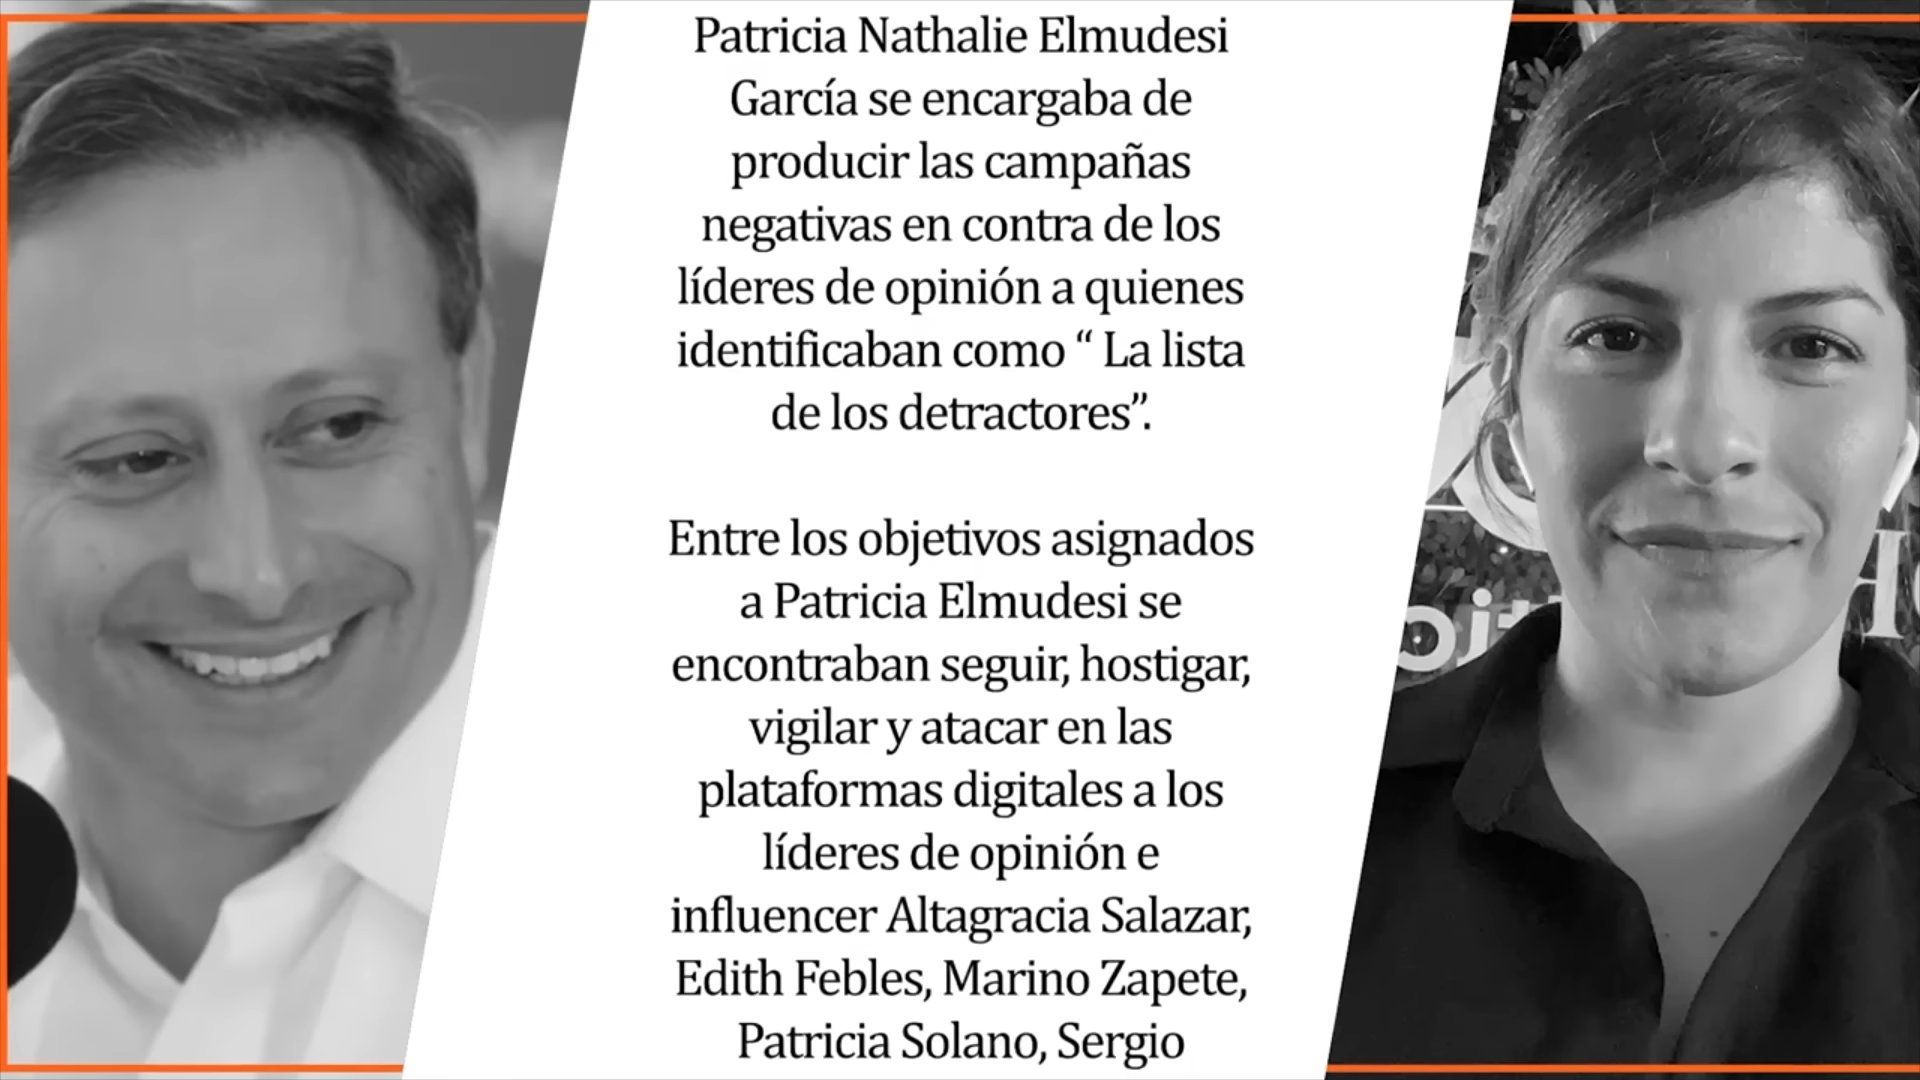 Patricia Nathalie Elmudesi
García se encargaba de
producir las campañas
negativas en contra de los
líderes de opinión a quienes
identificaban como “ La lista
de los detractores”.
Entre los objetivos asignados
a Patricia Elmudesi se
encontraban seguir, hostigar,
vigilar y atacar en las
plataformas digitales a los
líderes de opinión e
influencer Altagracia Salazar,
Edith Febles, Marino Zapete,
Patricia Solano, Sergio